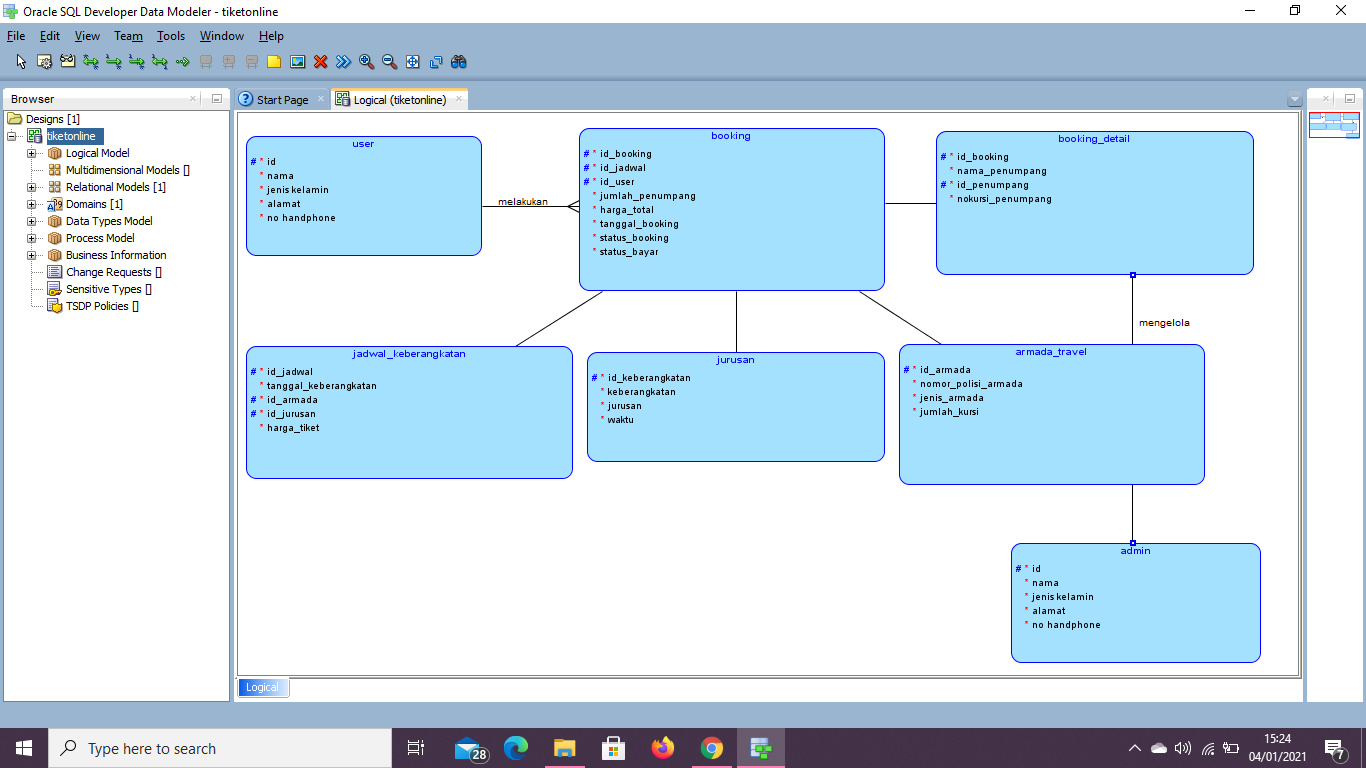 Oracle SQL Developer Data Modeler - tiketonline
File Edit View Team Tools Window Help
Browser
Start Page
Logical (tiketonline)
Designs [1]
tiketonline
Logical Model
Multidimensional Models []
Relational Models [1]
Domains [1]
Data Types Model
Process Model
Business Information
Change Requests []
Sensitive Types []
TSDP Policies []
user
# * id
* nama
* jenis kelamin
* alamat
* no handphone
melakukan
booking
# * id_booking
# * id_jadwal
# * id_user
* jumlah_penumpang
* harga_total
* tanggal_booking
* status_booking
* status_bayar
booking_detail
# * id_booking
* nama_penumpang
# * id_penumpang
* nokursi_penumpang
mengelola
jadwal_keberangkatan
# * id_jadwal
* tanggal_keberangkatan
# * id_armada
# * id_jurusan
* harga_tiket
jurusan
# * id_keberangkatan
* keberangkatan
* jurusan
* waktu
armada_travel
# * id_armada
* nomor_polisi_armada
* jenis_armada
* jumlah_kursi
admin
# * id
* nama
* jenis kelamin
* alamat
* no handphone
Logical
Type here to search
28
15:24
04/01/2021
7